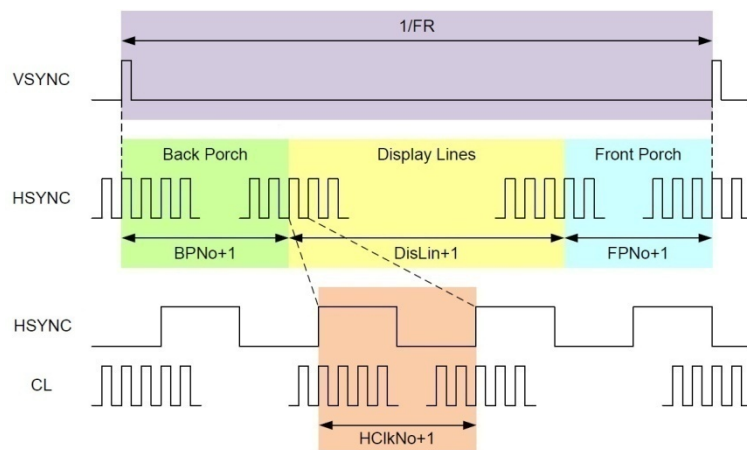 1/FR
VSYNC
Back Porch Display Lines Front Porch
HSYNC
BPNo+1 DisLin+1 FPNo+1
HSYNC
CL
HClkNo+1